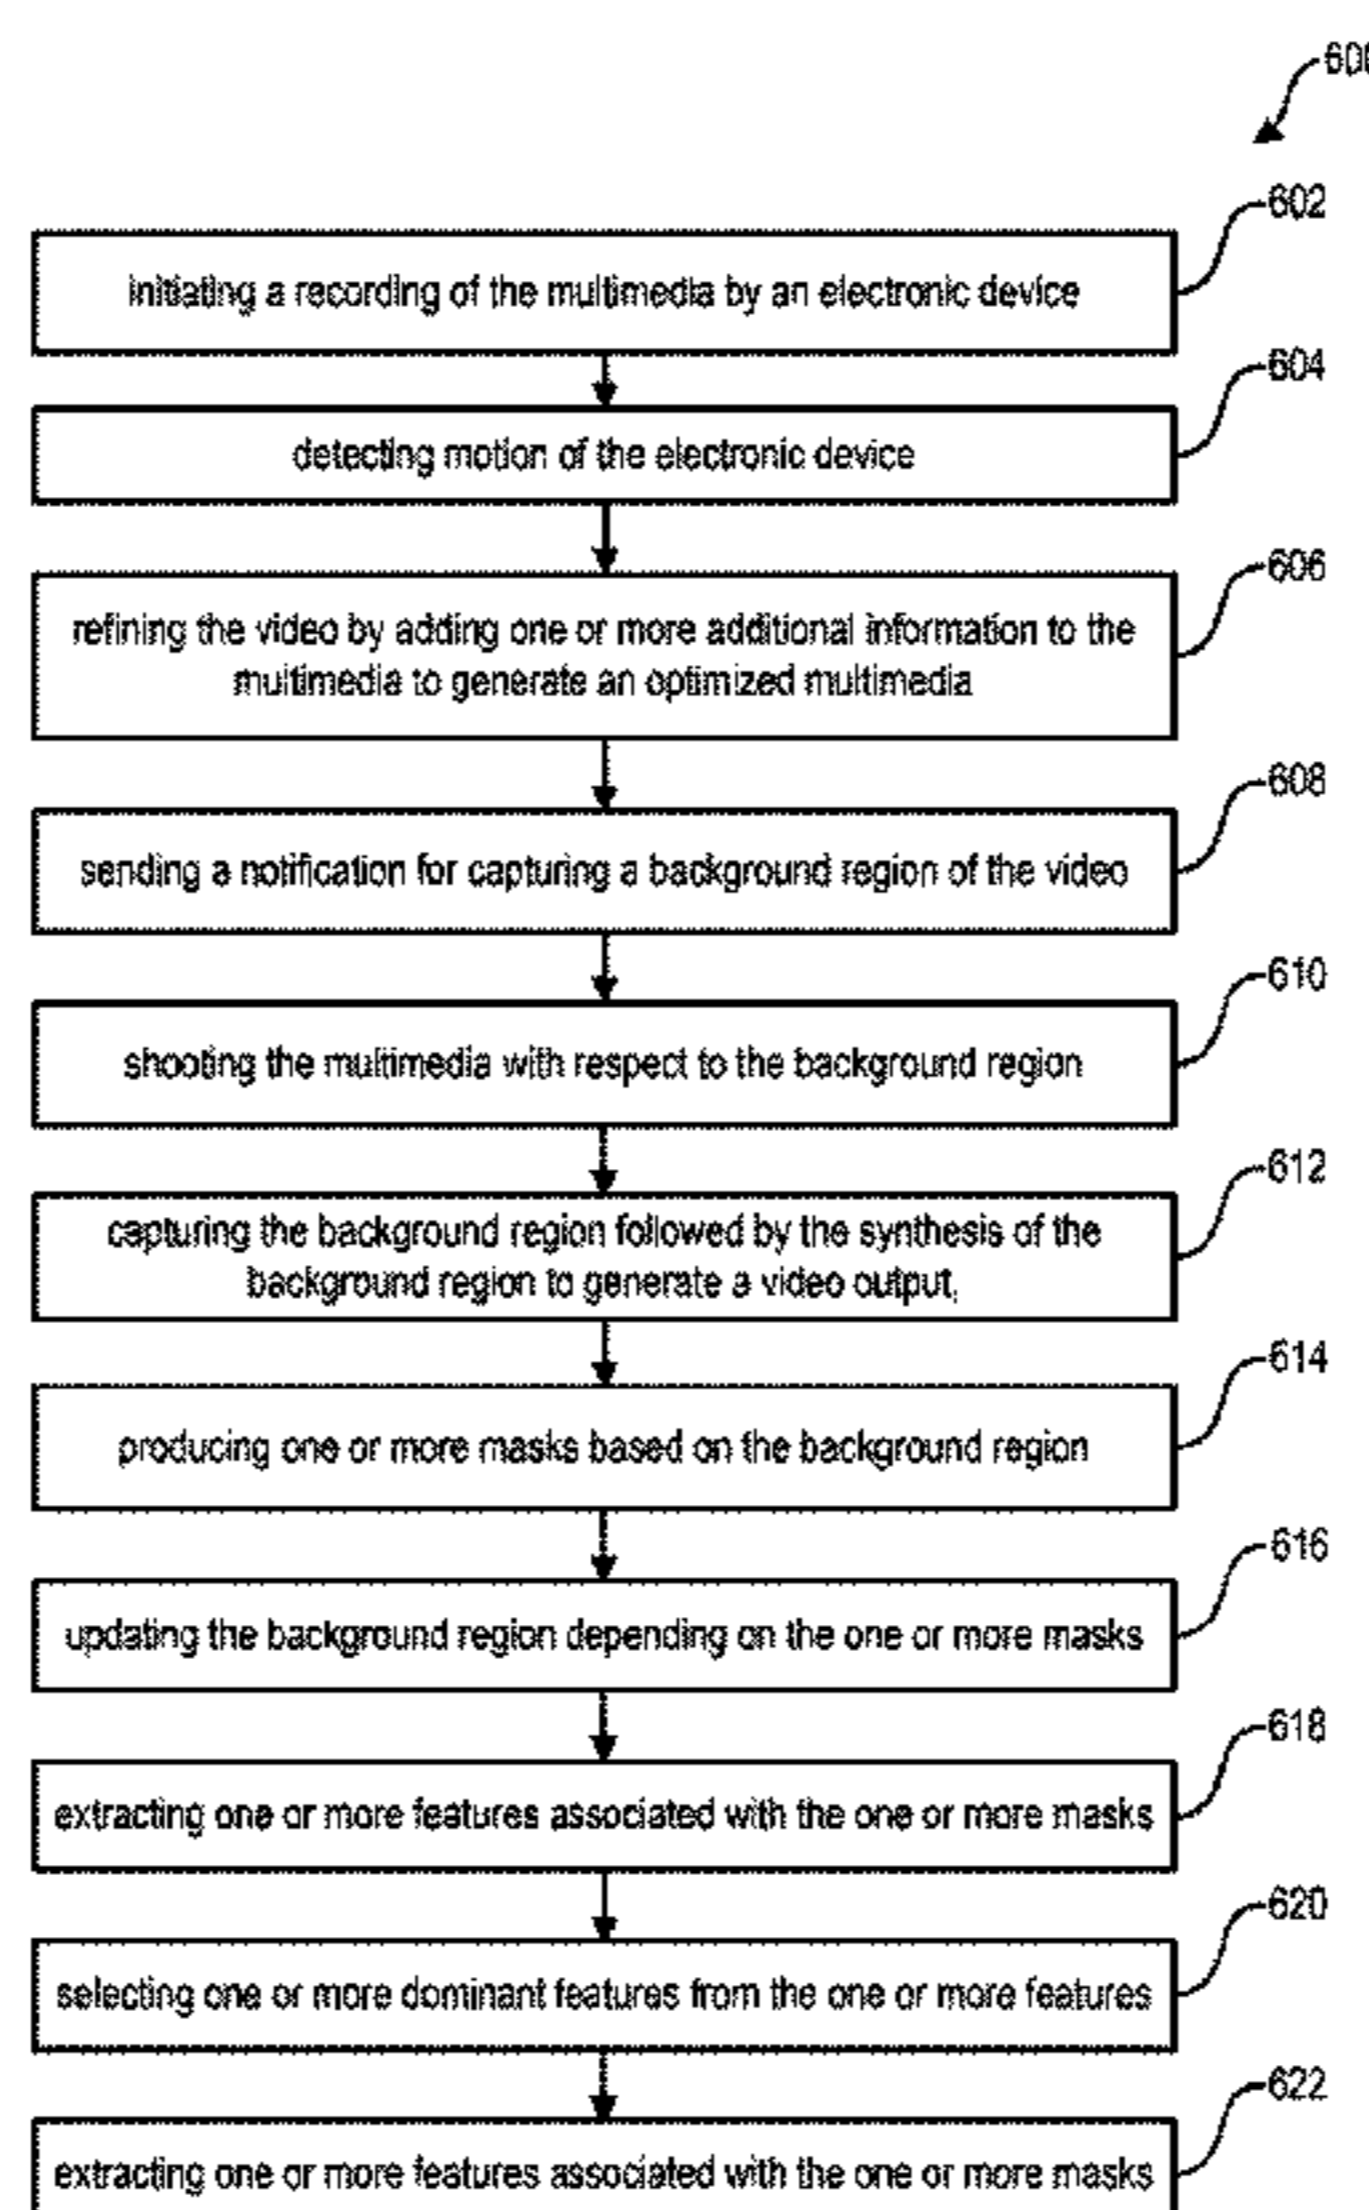 600
602
initiating a recording of the multimedia by an electronic device
604
detecting motion of the electronic device
606
refining the video by adding one or more additional information to the
multimedia to generate an optimized multimedia
608
sending a notification for capturing a background region of the video
610
shooting the multimedia with respect to the background region
612
capturing the background region followed by the synthesis of the
background region to generate a video output,
614
producing one or more masks based on the background region
616
updating the background region depending on the one or more masks
618
extracting one or more features associated with the one or more masks
620
selecting one or more dominant features from the one or more features
622
extracting one or more features associated with the one or more masks